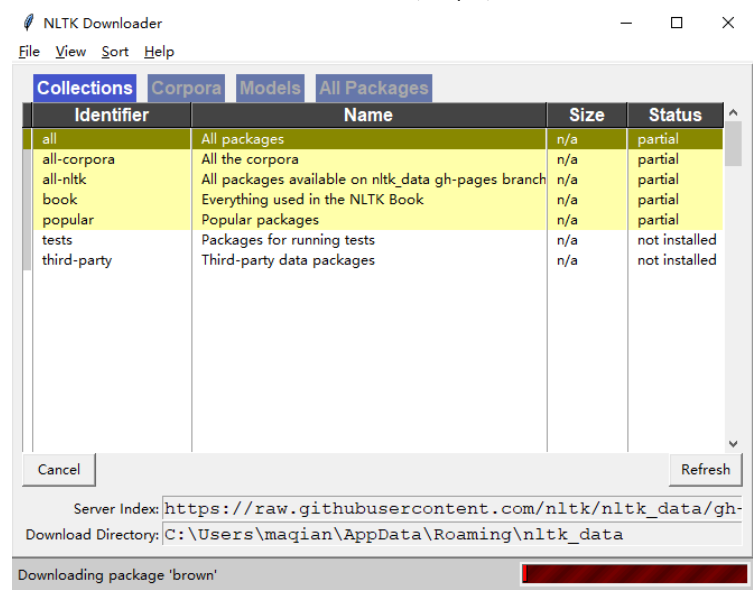 NLTK Downloader
File View Sort Help
Collections Corpora Models All Packages
Identifier Name Size Status
all All packages n/a partial
all-corpora All the corpora n/a partial
all-nltk All packages available on nltk_data gh-pages branch n/a partial
book Everything used in the NLTK Book n/a partial
popular Popular packages n/a partial
tests Packages for running tests n/a not installed
third-party Third-party data packages n/a not installed
Cancel Refresh
Server Index: https://raw.githubusercontent.com/nltk/nltk_data/gh-
Download Directory: C:\Users\maqian\AppData\Roaming\nltk_data
Downloading package 'brown'